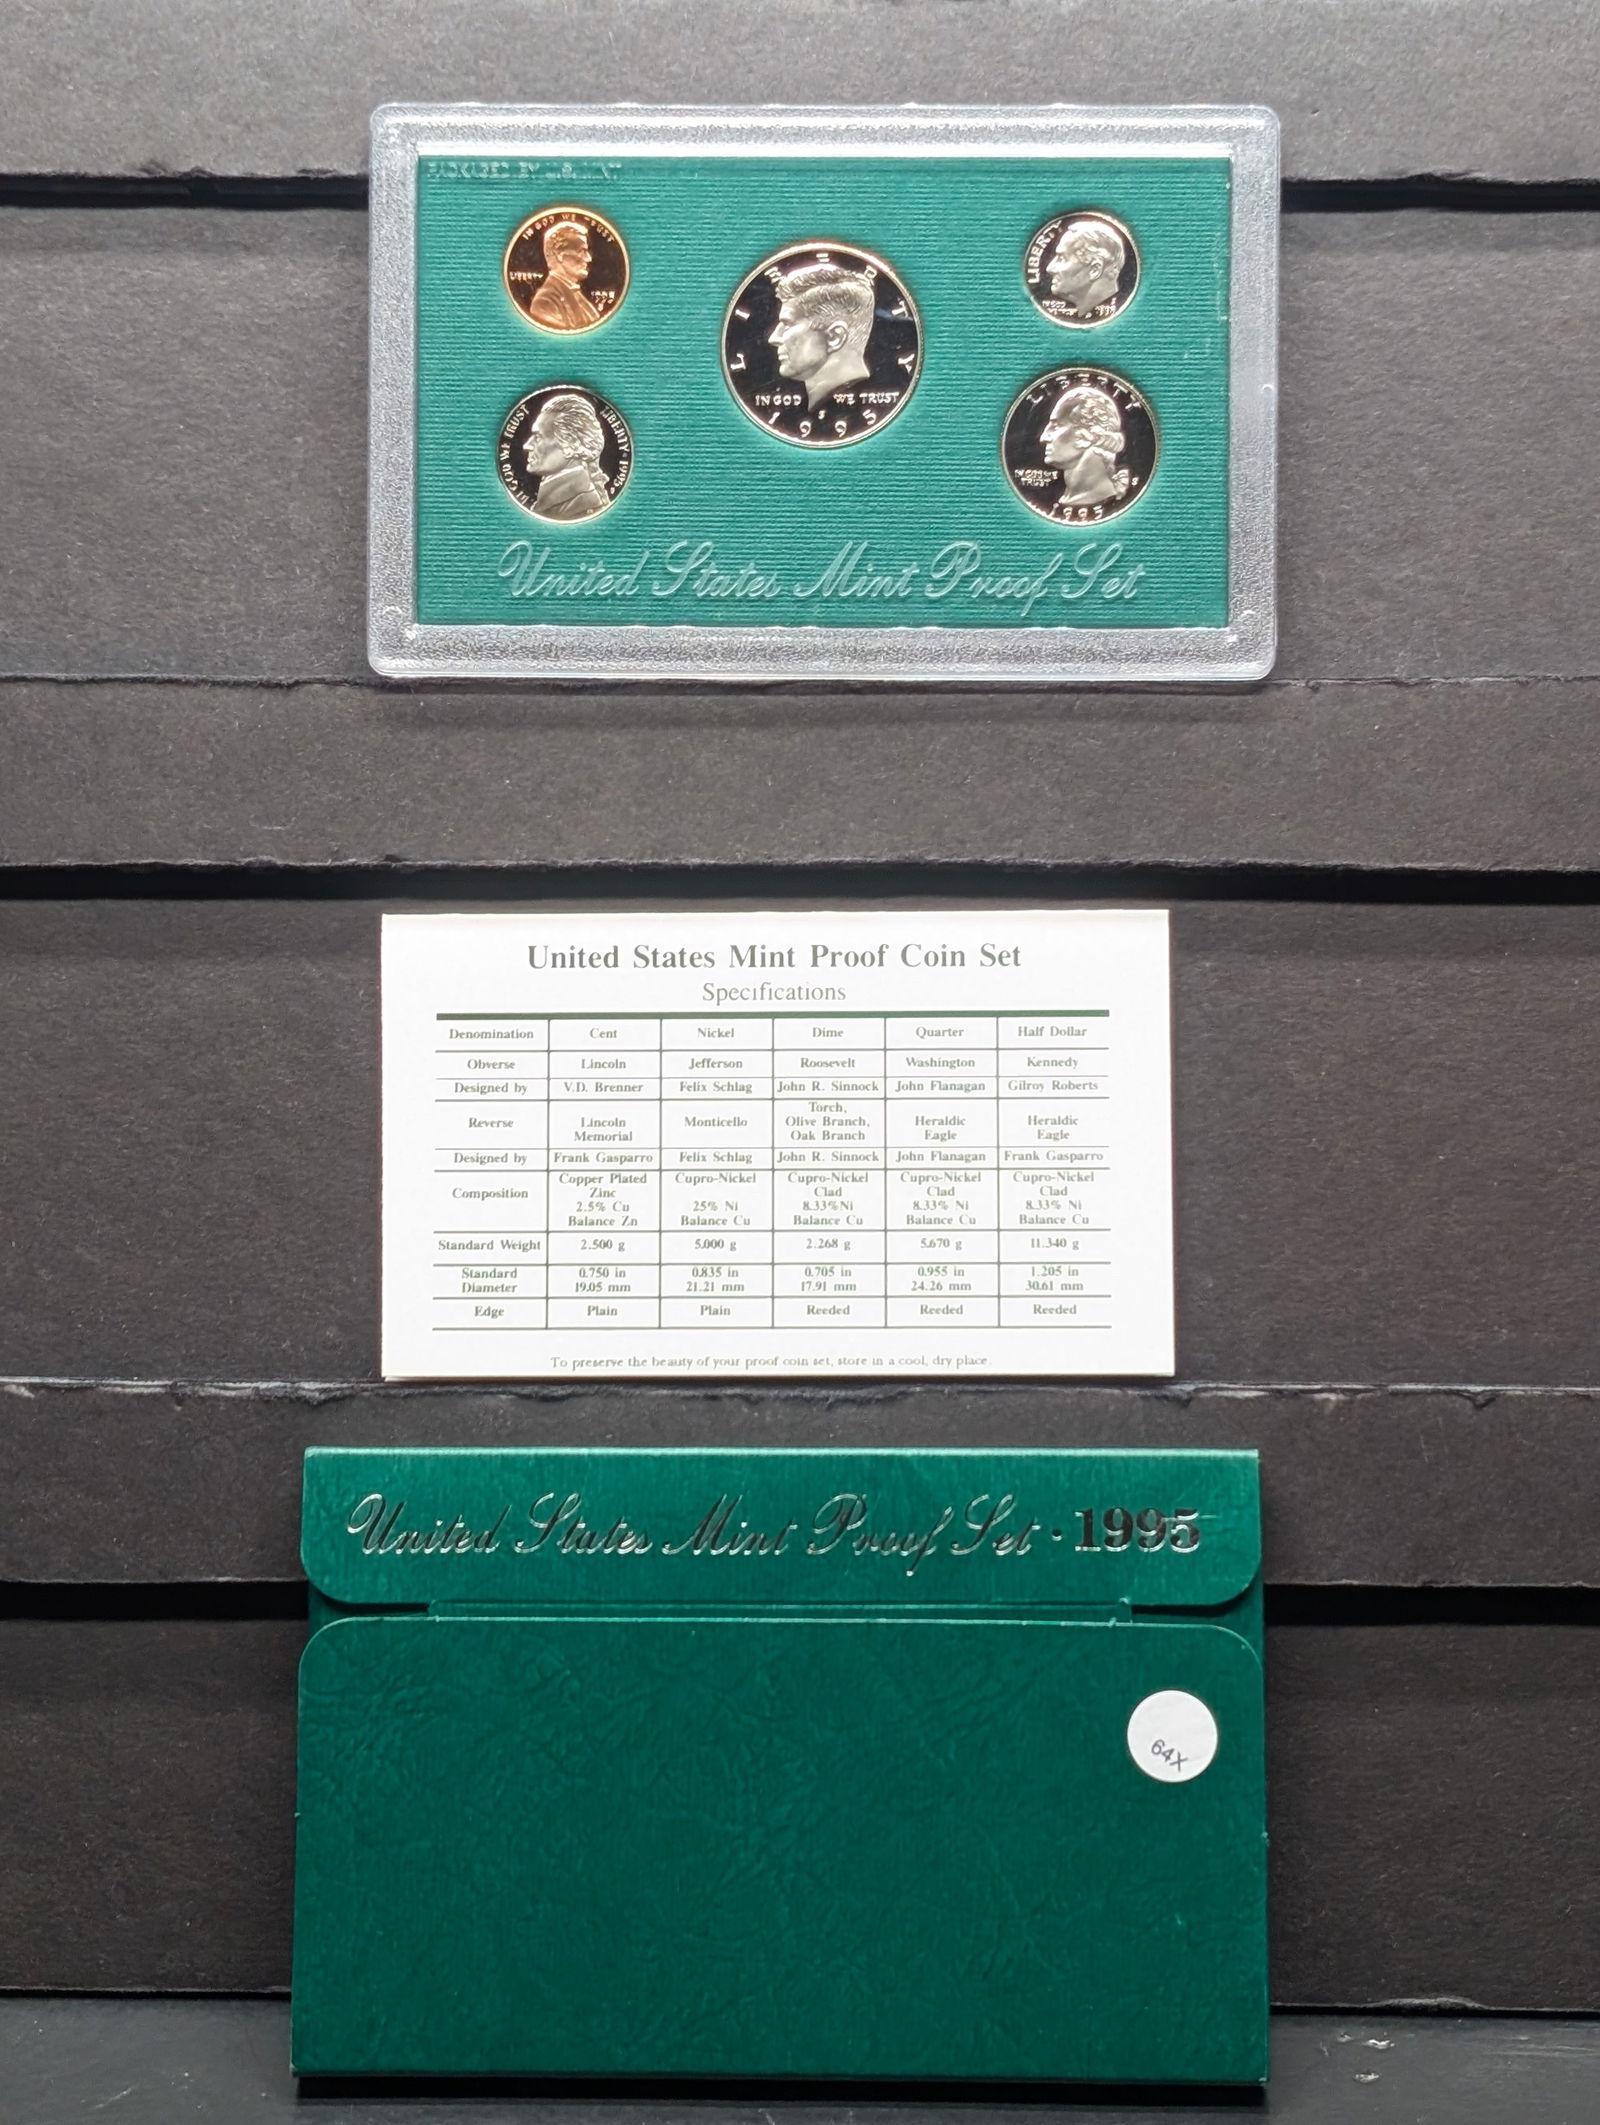 PACKAGED BY U.S. MINT
IN GOD WE TRUST
LIBERTY
1995
S
LIBERTY
IN GOD WE TRUST
S
1995
LIBERTY
IN GOD
WE TRUST
1995
IN GOD WE TRUST
LIBERTY · 1995
LIBERTY
IN GOD WE
TRUST
S
1995
United States Mint Proof Set
United States Mint Proof Coin Set
Specifications
Denomination Cent Nickel Dime Quarter Half Dollar
Obverse Lincoln Jefferson Roosevelt Washington Kennedy
Designed by V.D. Brenner Felix Schlag John R. Sinnock John Flanagan Gilroy Roberts
Torch,
Reverse Lincoln Monticello Olive Branch, Heraldic Heraldic
Memorial Oak Branch Eagle Eagle
Designed by Frank Gasparro Felix Schlag John R. Sinnock John Flanagan Frank Gasparro
Copper Plated Cupro-Nickel Cupro-Nickel Cupro-Nickel Cupro-Nickel
Composition Zinc Clad Clad Clad
2.5% Cu 25% Ni 8.33%Ni 8.33% Ni 8.33% Ni
Balance Zn Balance Cu Balance Cu Balance Cu Balance Cu
Standard Weight 2.500 g 5.000 g 2.268 g 5.670 g 11.340 g
Standard 0.750 in 0.835 in 0.705 in 0.955 in 1.205 in
Diameter 19.05 mm 21.21 mm 17.91 mm 24.26 mm 30.61 mm
Edge Plain Plain Reeded Reeded Reeded
To preserve the beauty of your proof coin set, store in a cool, dry place.
United States Mint Proof Set · 1995
64X